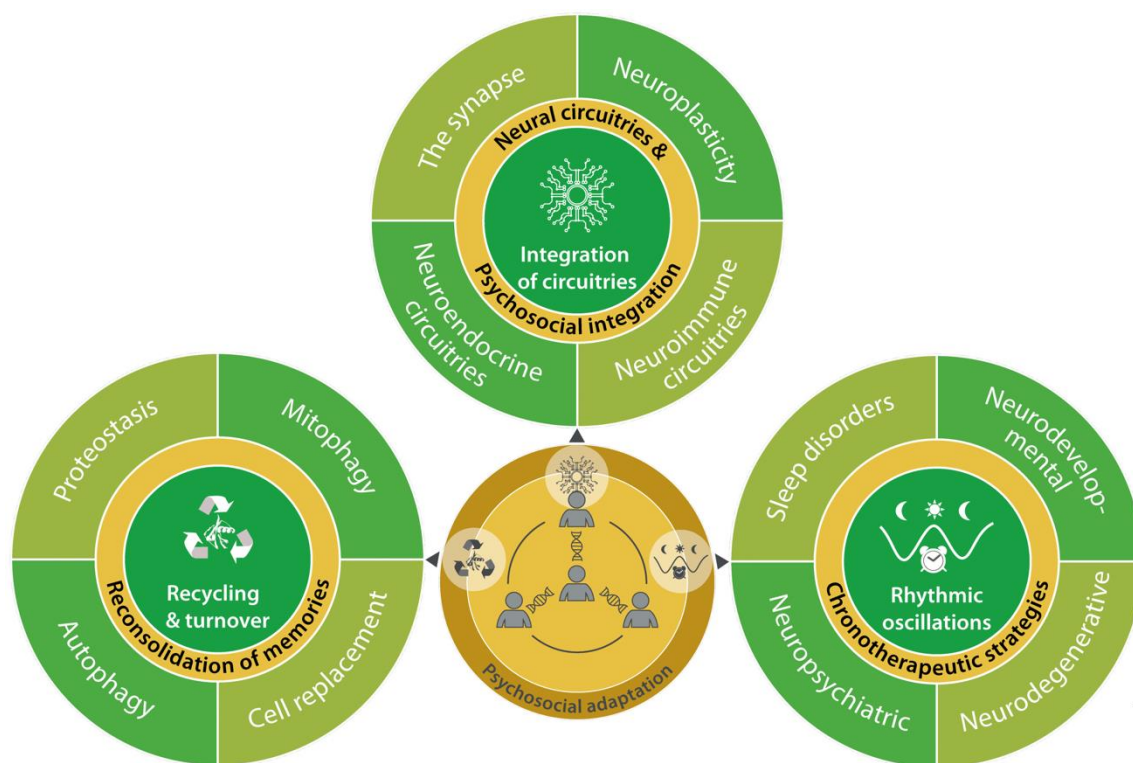 The synapse
Neuroplasticity
Neural circuitries &
Psychosocial integration
Integration
of circuitries
Neuroendocrine
circuitries
Neuroimmune
circuitries
Proteostasis
Mitophagy
Recycling
& turnover
Reconsolidation of memories
Autophagy
Cell replacement
Psychosocial adaptation
Sleep disorders
Neurodevelop-
mental
Rhythmic
oscillations
Chronotherapeutic strategies
Neuropsychiatric
Neurodegenerative